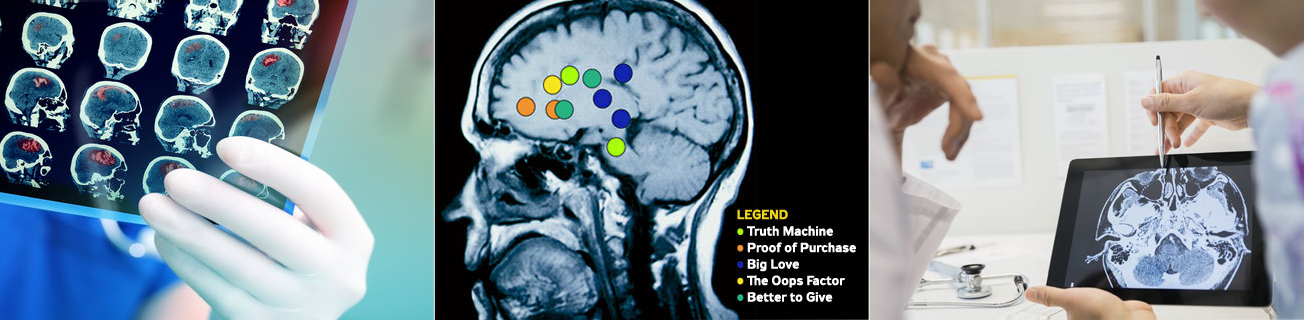 LEGEND
Truth Machine
Proof of Purchase
Big Love
The Oops Factor
Better to Give